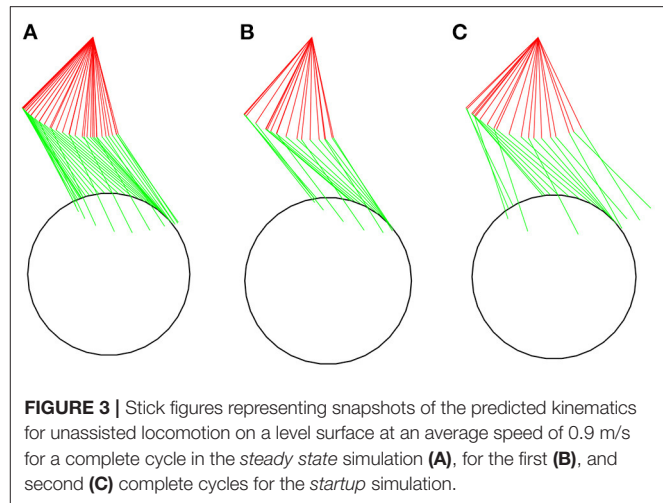 A B C
FIGURE 3 | Stick figures representing snapshots of the predicted kinematics
for unassisted locomotion on a level surface at an average speed of 0.9 m/s
for a complete cycle in the steady state simulation (A), for the first (B), and
second (C) complete cycles for the startup simulation.